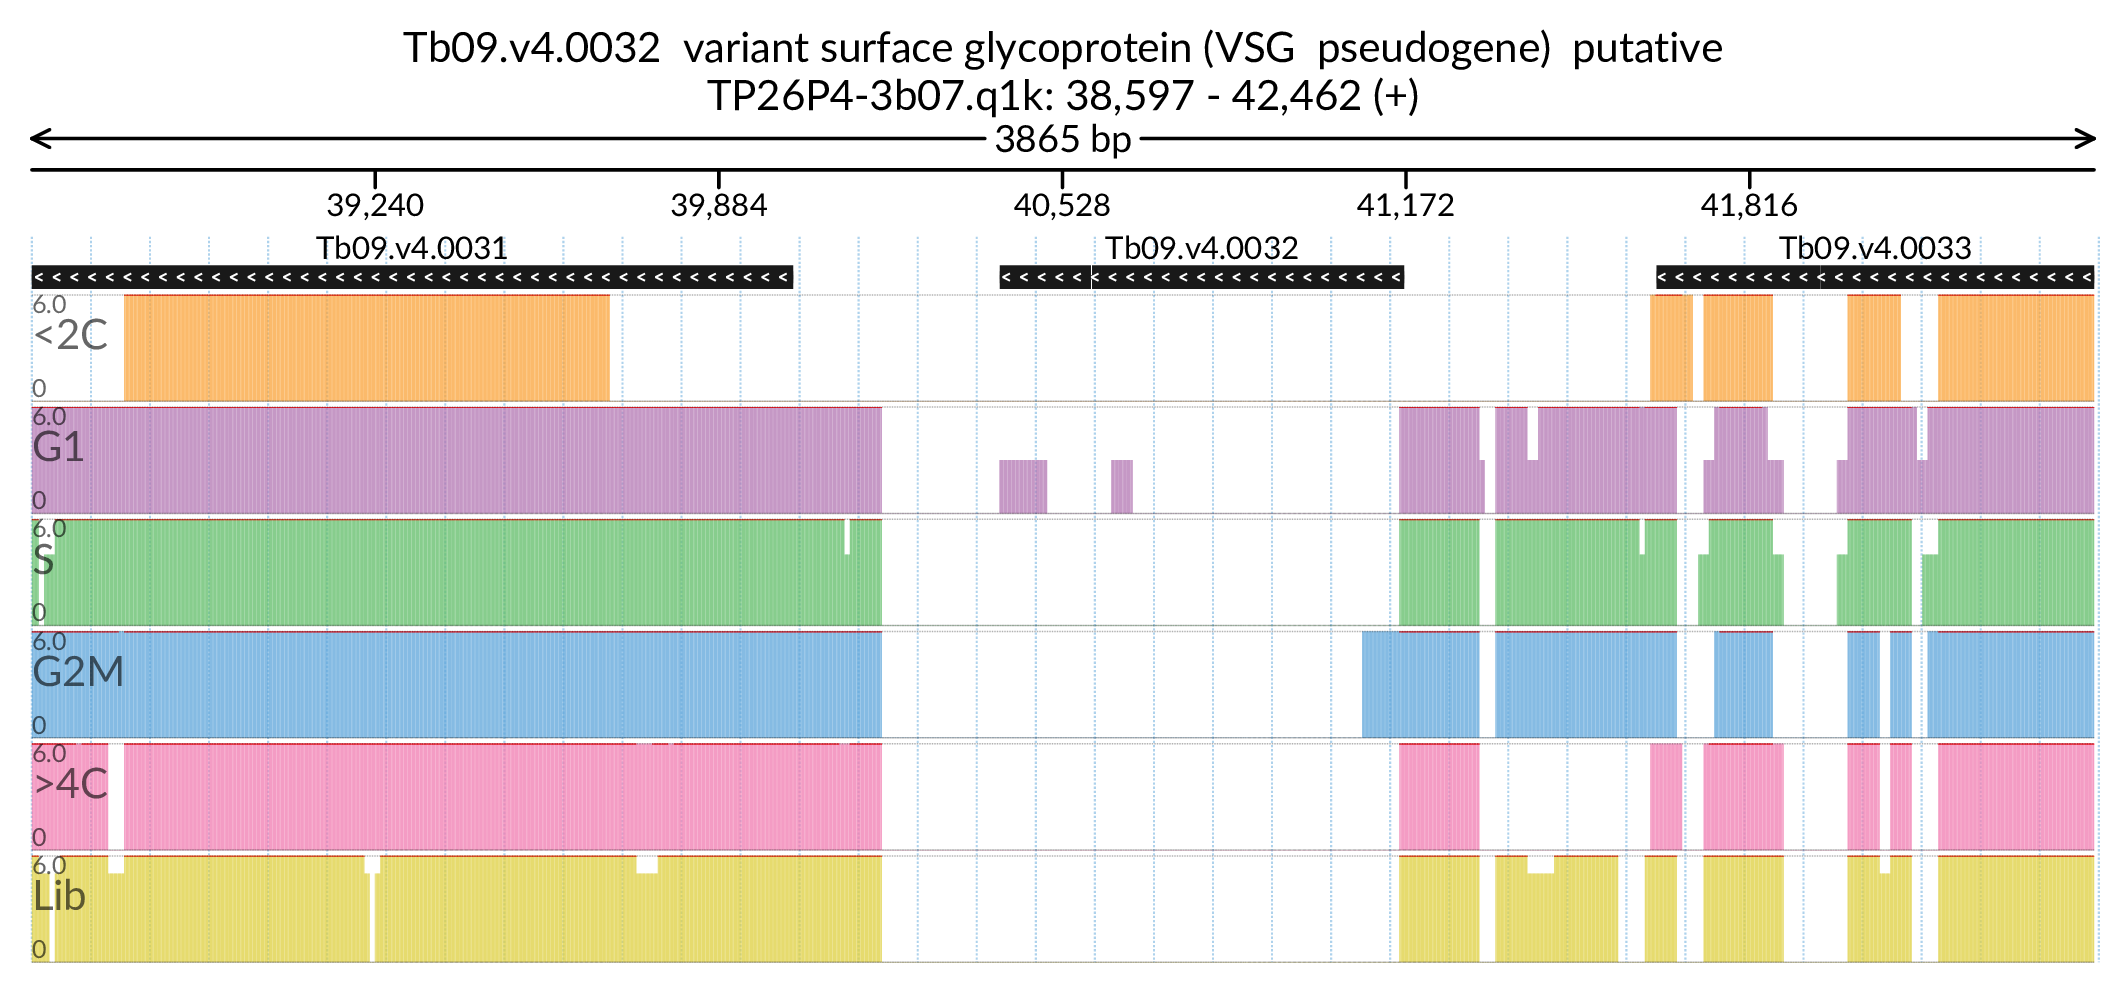 Tb09.v4.0032 variant surface glycoprotein (VSG pseudogene) putative
TP26P4-3b07.q1k: 38,597 - 42,462 (+)
3865 bp
39,240 39,884 40,528 41,172 41,816
Tb09.v4.0031 Tb09.v4.0032 Tb09.v4.0033
6.0
<2C
0
6.0
G1
0
6.0
S
0
6.0
G2M
0
6.0
>4C
0
6.0
Lib
0